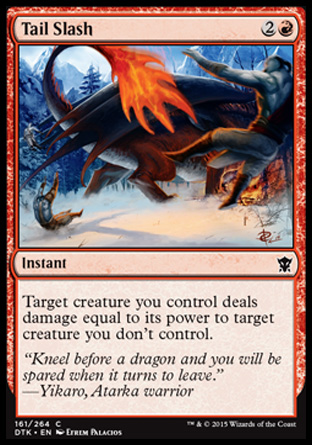 Tail Slash 2
Instant
Target creature you control deals
damage equal to its power to target
creature you don't control.
"Kneel before a dragon and you will be
spared when it turns to leave."
—Yikaro, Atarka warrior
161/264 C
DTK • EN Efrem Palacios
™ & © 2015 Wizards of the Coast